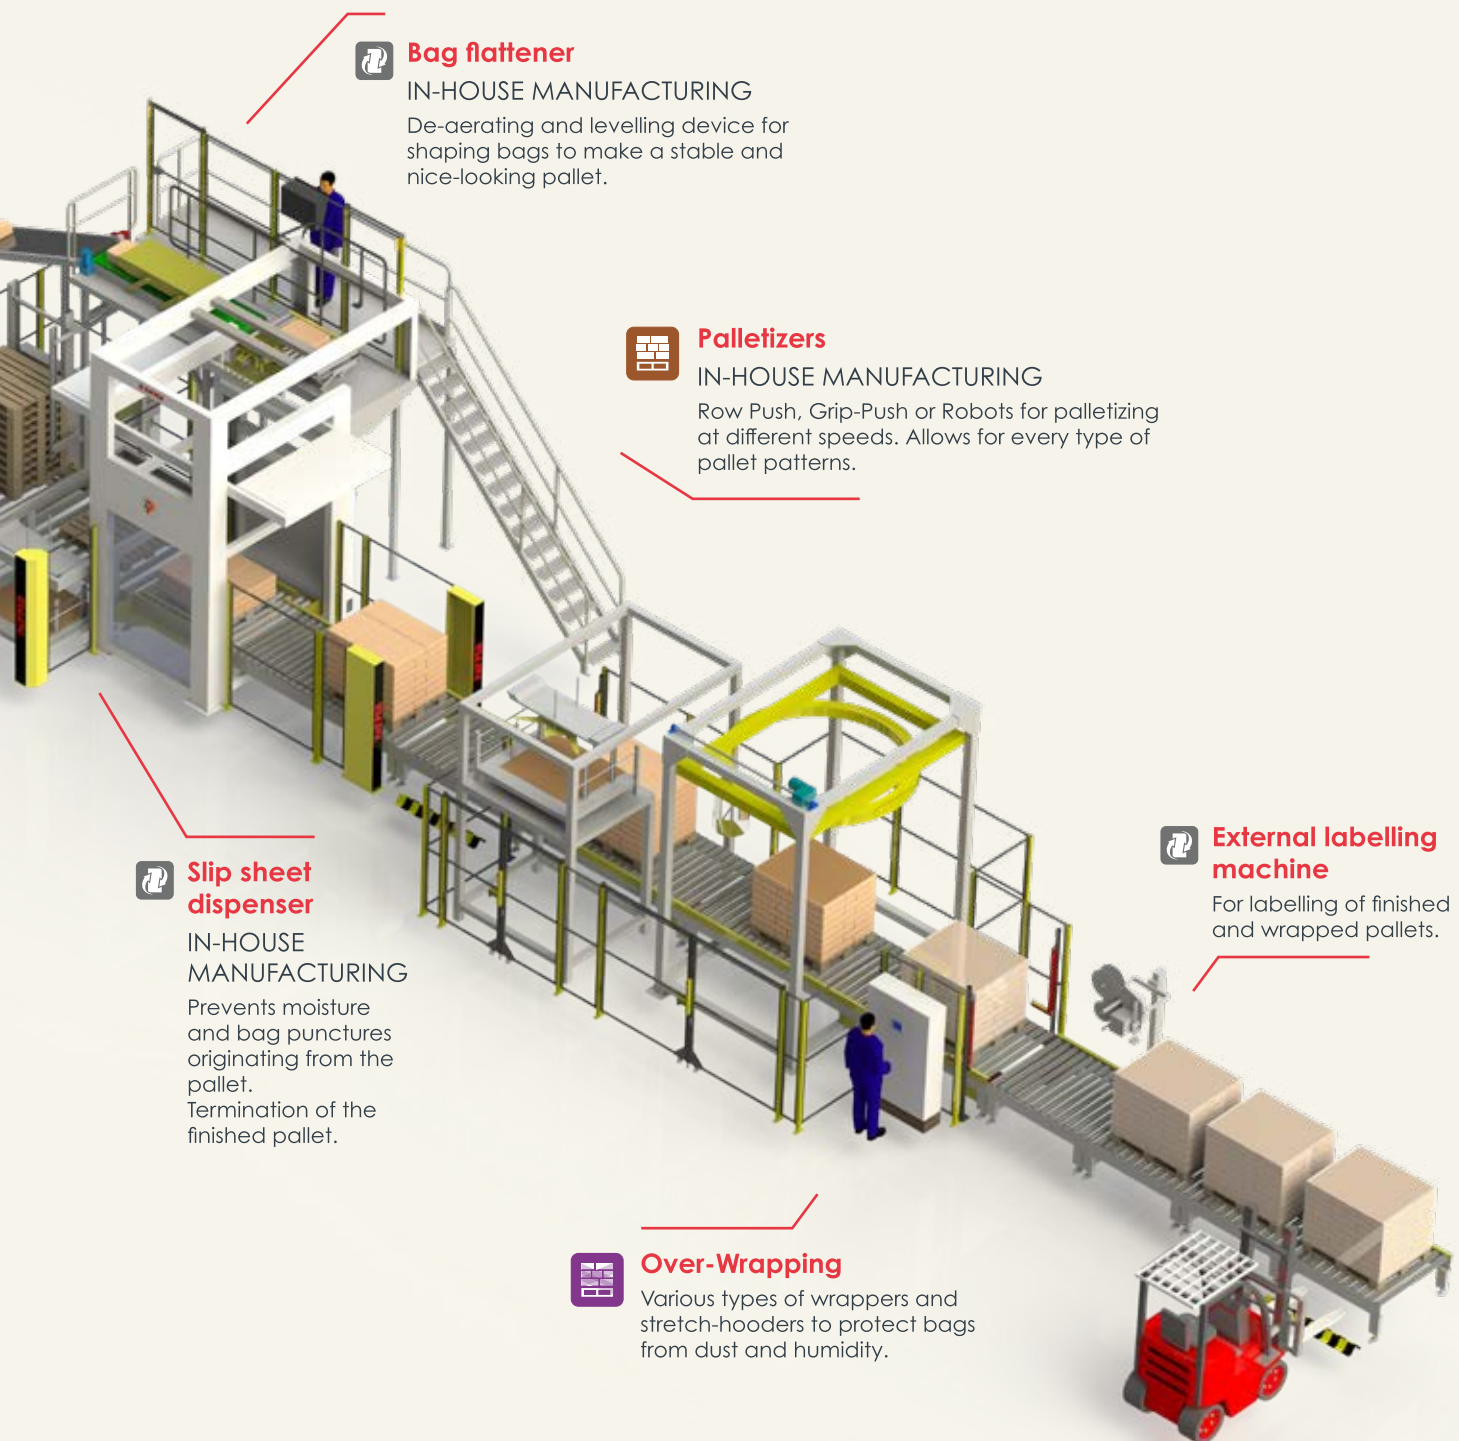 Bag flattener
IN-HOUSE MANUFACTURING
De-aerating and levelling device for
shaping bags to make a stable and
nice-looking pallet.
Palletizers
IN-HOUSE MANUFACTURING
Row Push, Grip-Push or Robots for palletizing
at different speeds. Allows for every type of
pallet patterns.
External labelling
machine
For labelling of finished
and wrapped pallets.
Slip sheet
dispenser
IN-HOUSE
MANUFACTURING
Prevents moisture
and bag punctures
originating from the
pallet.
Termination of the
finished pallet.
Over-Wrapping
Various types of wrappers and
stretch-hooders to protect bags
from dust and humidity.